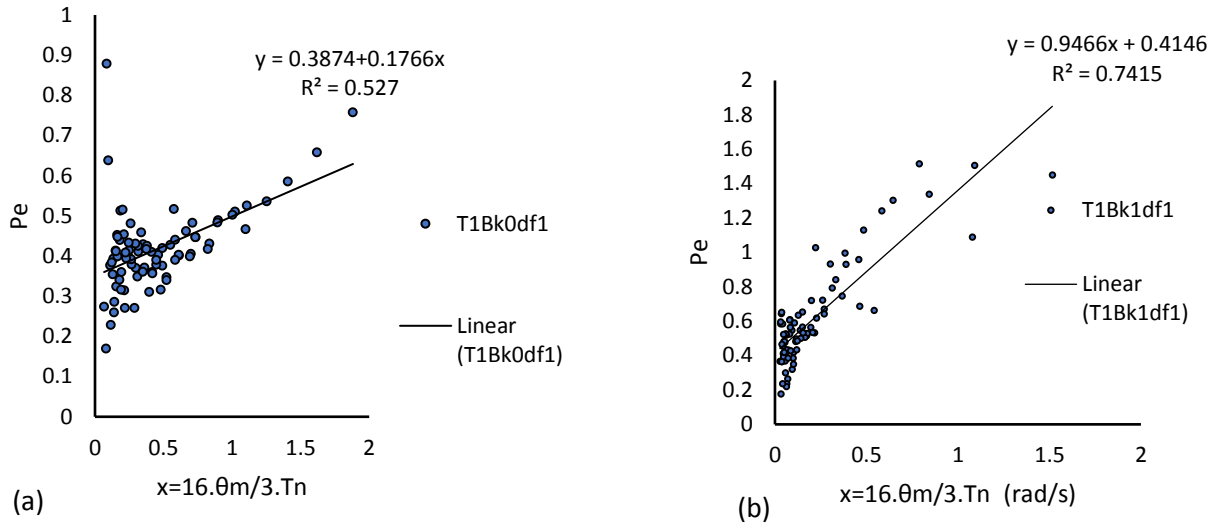 1
0.9
0.8
0.7
0.6
0.5
0.4
0.3
0.2
0.1
0
Pe
y = 0.3874+0.1766x
R² = 0.527
T1Bk0df1
Linear
(T1Bk0df1)
0 0.5 1 1.5 2
x=16.θm/3.Tn
(a)
y = 0.9466x + 0.4146
R² = 0.7415
2
1.8
1.6
1.4
1.2
1
0.8
0.6
0.4
0.2
0
Pe
T1Bk1df1
Linear
(T1Bk1df1)
0 0.5 1 1.5 2
x=16.θm/3.Tn (rad/s)
(b)